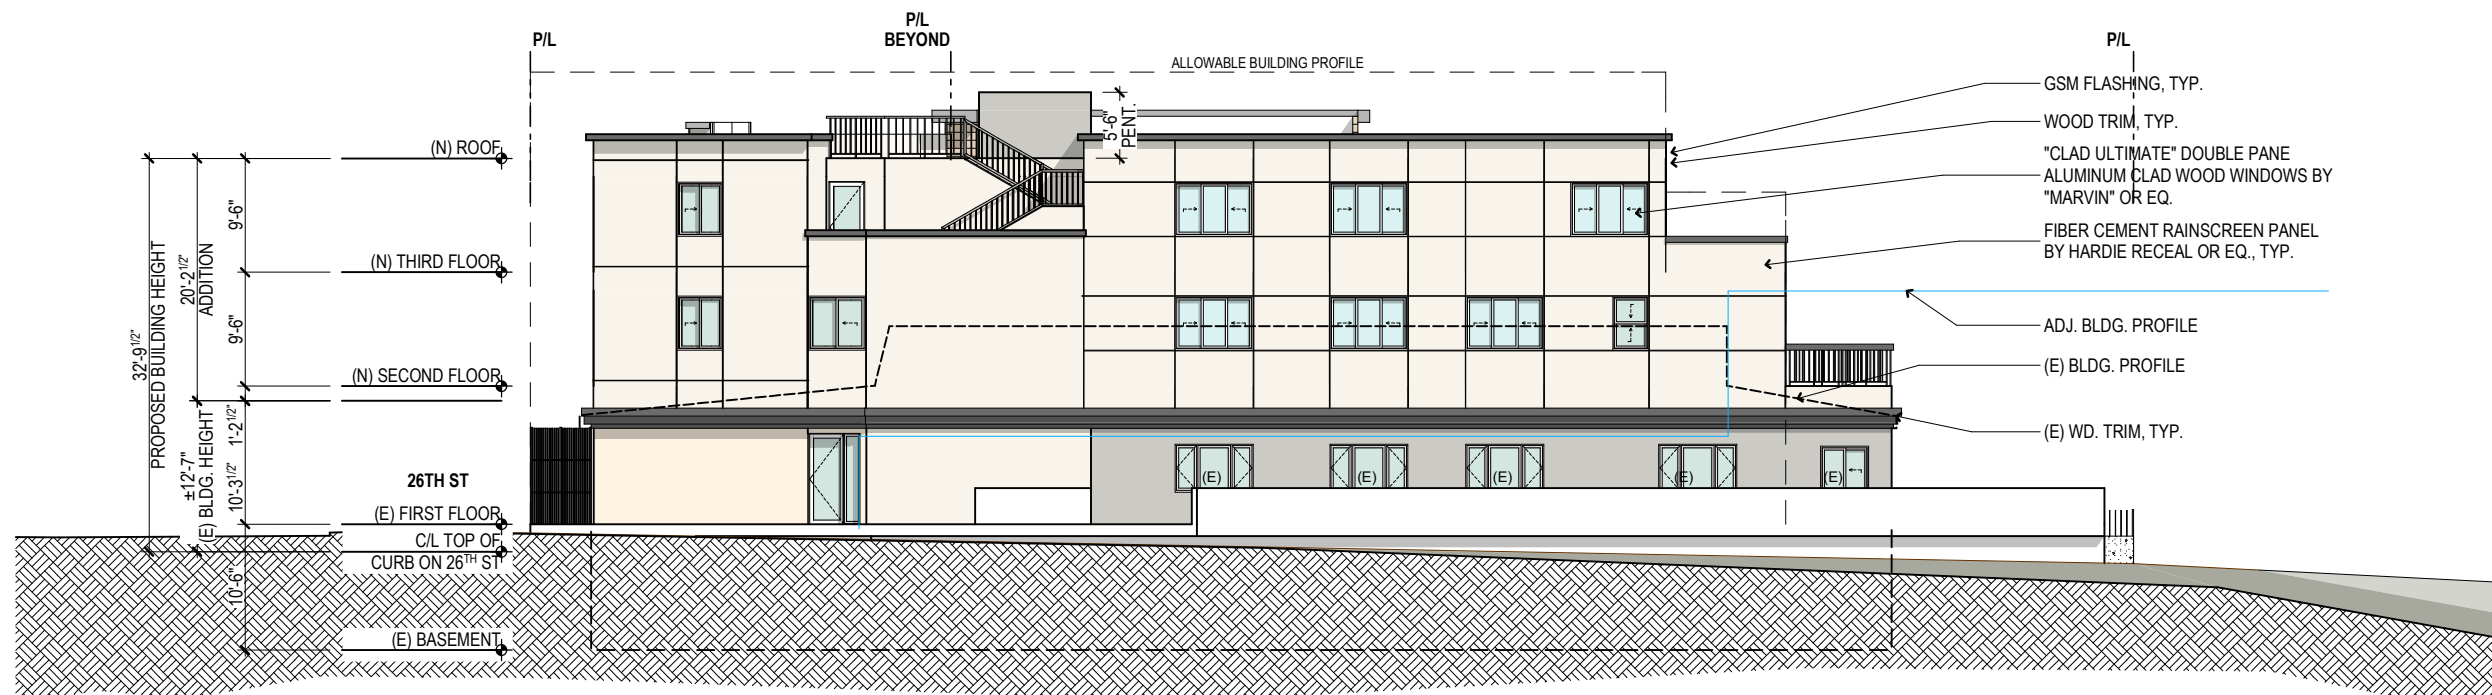 P/L
P/L
BEYOND
P/L
ALLOWABLE BUILDING PROFILE
GSM FLASHING, TYP.
WOOD TRIM, TYP.
"CLAD ULTIMATE" DOUBLE PANE
ALUMINUM CLAD WOOD WINDOWS BY
"MARVIN" OR EQ.
FIBER CEMENT RAINSCREEN PANEL
BY HARDIE RECEAL OR EQ., TYP.
ADJ. BLDG. PROFILE
(E) BLDG. PROFILE
(E) WD. TRIM, TYP.
5'-6"
PENT.
(N) ROOF
(N) THIRD FLOOR
(N) SECOND FLOOR
26TH ST
(E) FIRST FLOOR
C/L TOP OF
CURB ON 26TH ST
(E) BASEMENT
32'-9 1/2"
PROPOSED BUILDING HEIGHT
20'-2 1/2"
ADDITION
±12'-7"
(E) BLDG. HEIGHT
9'-6"
9'-6"
1'-2 1/2"
10'-3 1/2"
10'-6"
(E)
(E)
(E)
(E)
(E)